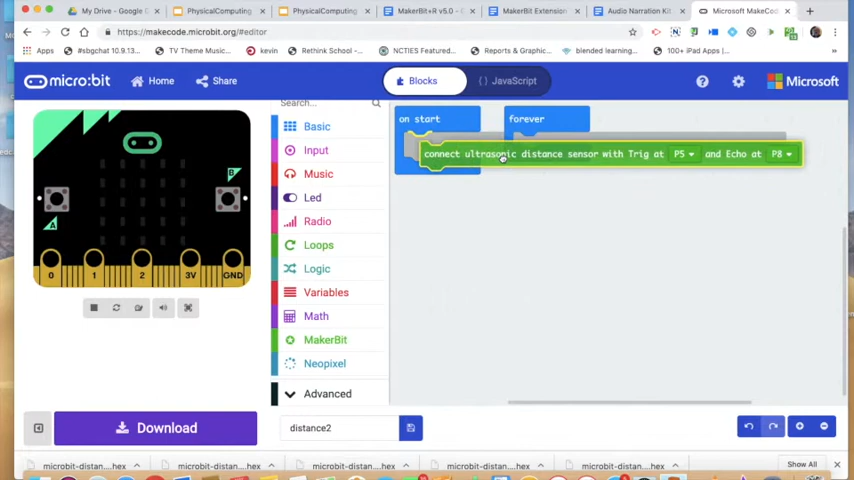 My Drive - Google D
PhysicalComputing
PhysicalComputing
MakerBit+R v5.0 -
MakerBit Extension
Audio Narration Kit
Microsoft MakeCod
https://makecode.microbit.org/#editor
Apps
#sbgchat 10.9.13...
TV Theme Music...
kevin
Rethink School -...
NCTIES Featured...
Reports & Graphic...
blended learning...
100+ iPad Apps |...
micro:bit
Home
Share
Blocks
{ } JavaScript
?
Microsoft
Search...
on start
forever
connect ultrasonic distance sensor with Trig at P5 and Echo at P8
Basic
Input
Music
Led
Radio
Loops
Logic
Variables
Math
MakerBit
Neopixel
Advanced
B
A
0 1 2 3V GND
Download
distance2
microbit-distan....hex
microbit-distan....hex
microbit-distan....hex
microbit-distan....hex
microbit-distan....hex
Show All